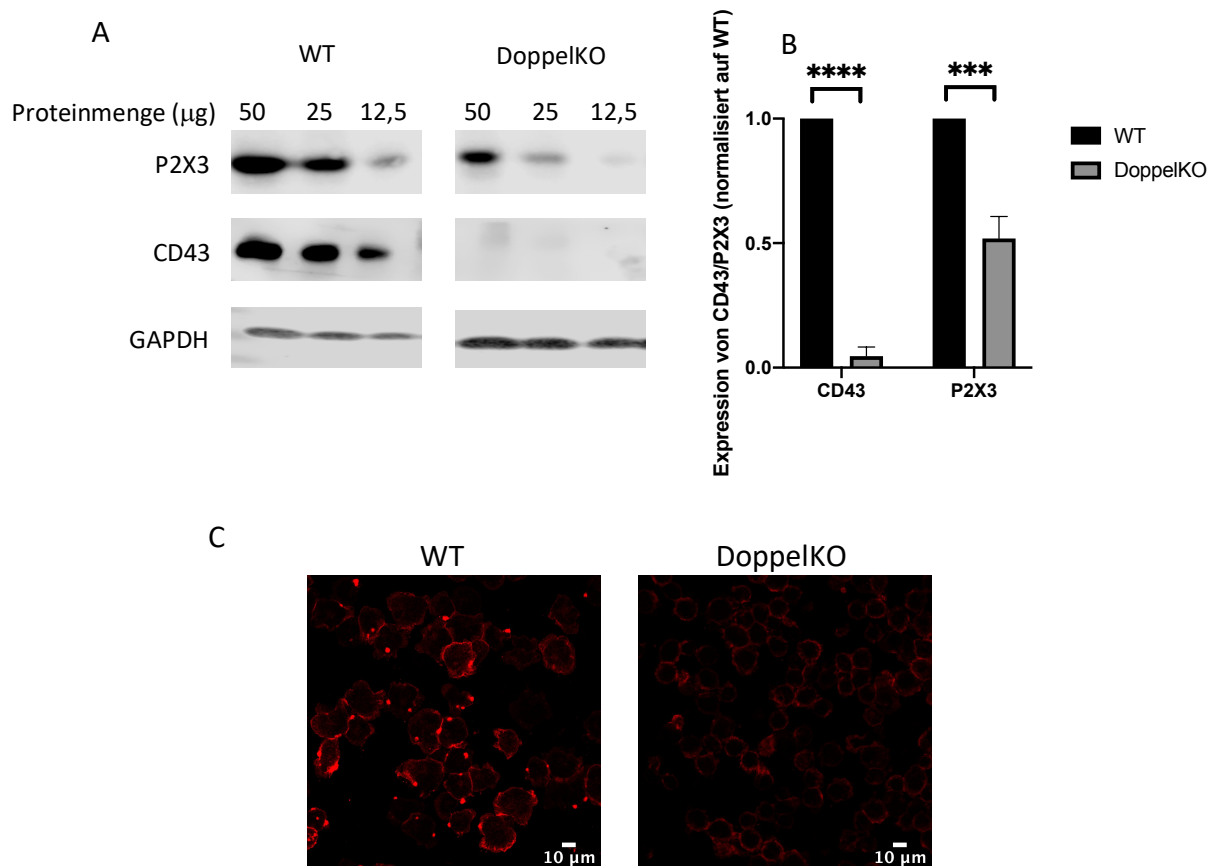 A
WT DoppelKO
Proteinmenge (μg) 50 25 12,5 50 25 12,5
P2X3
CD43
GAPDH
B
Expression von CD43/P2X3 (normalisiert auf WT)
**** ***
1.0
0.5
0.0
CD43 P2X3
WT
DoppelKO
C
WT DoppelKO
10 μm 10 μm